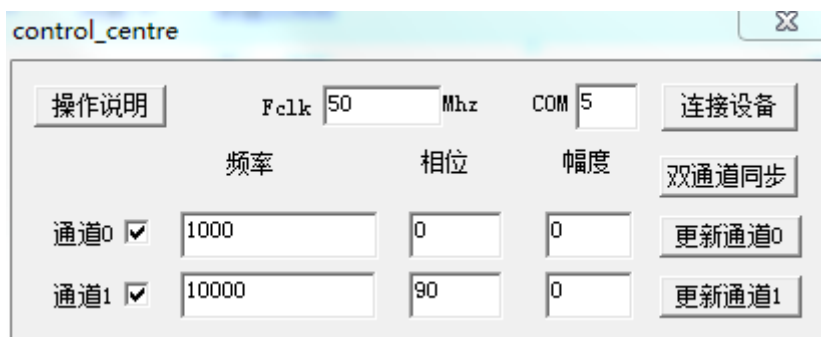 control_centre
操作说明 Fclk 50 Mhz COM 5 连接设备
频率 相位 幅度 双通道同步
通道0 1000 0 0 更新通道0
通道1 10000 90 0 更新通道1